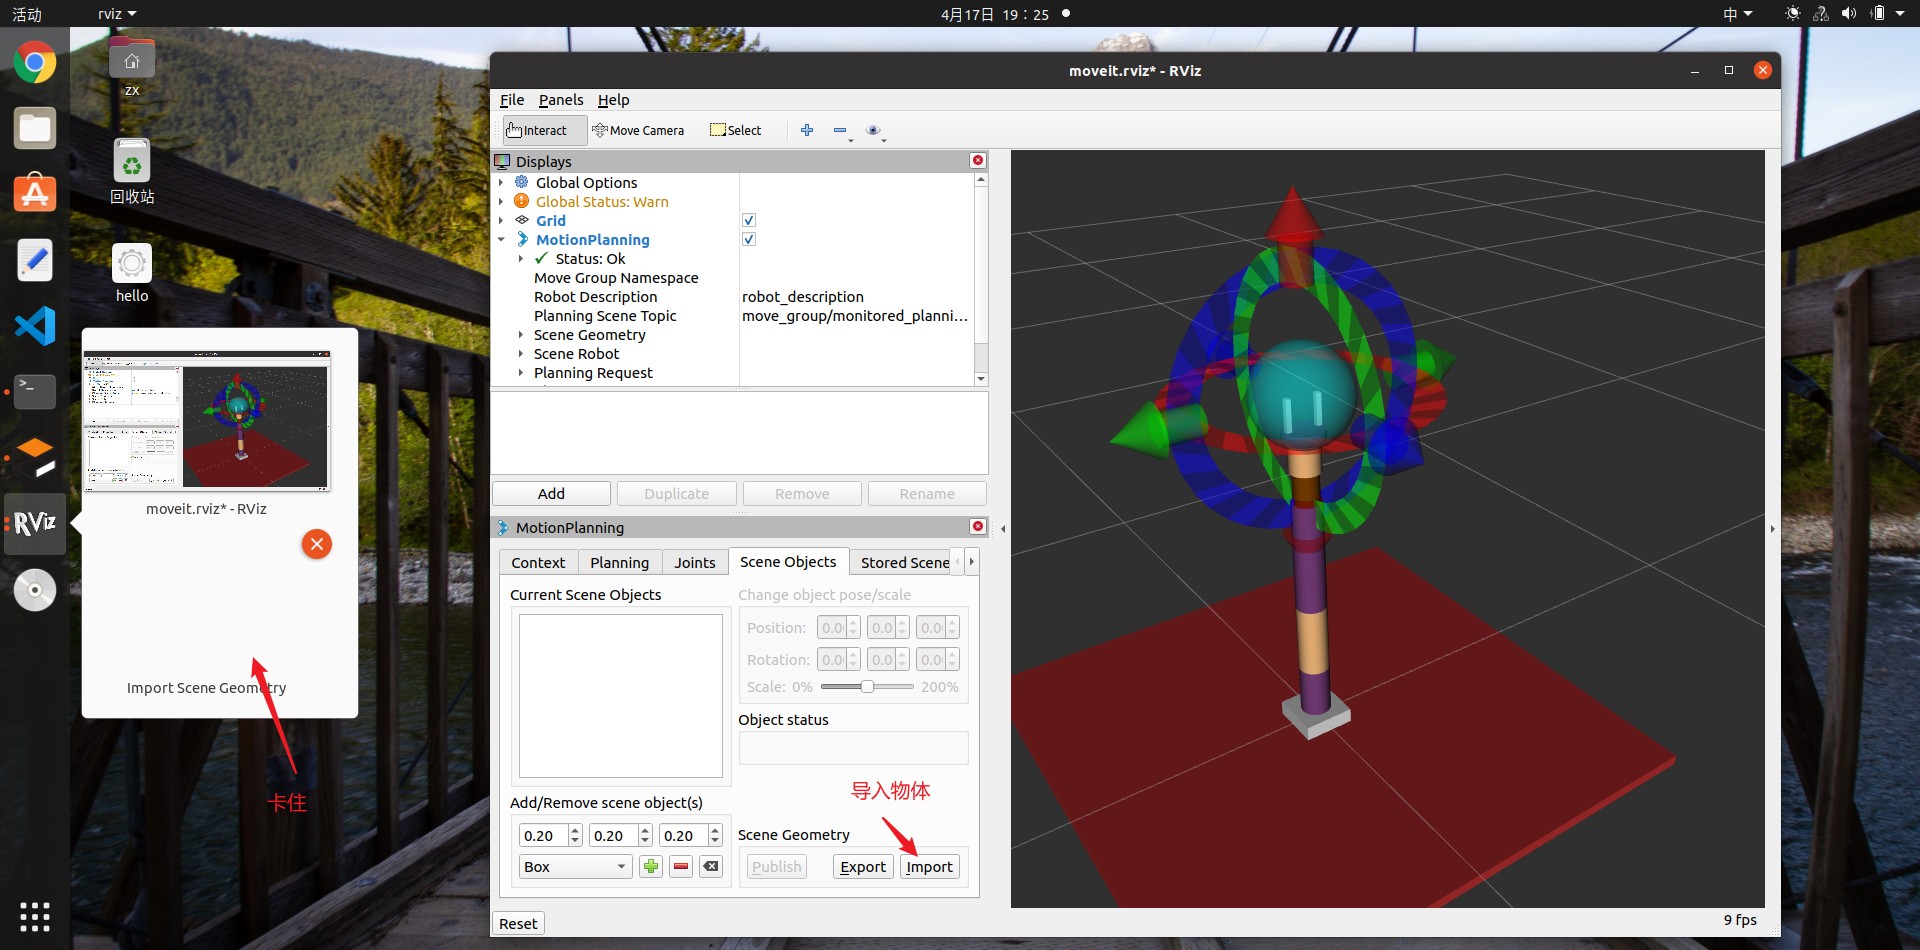 活动
rviz
4月17日 19：25
中
zx
回收站
hello
moveit.rviz* - RViz
Import Scene Geometry
卡住
RViz
moveit.rviz* - RViz
File Panels Help
Interact Move Camera Select
Displays
Global Options
Global Status: Warn
Grid
MotionPlanning
Status: Ok
Move Group Namespace
Robot Description robot_description
Planning Scene Topic move_group/monitored_planni...
Scene Geometry
Scene Robot
Planning Request
Add Duplicate Remove Rename
MotionPlanning
Context Planning Joints Scene Objects Stored Scene
Current Scene Objects
Change object pose/scale
Position: 0.0 0.0 0.0
Rotation: 0.0 0.0 0.0
Scale: 0% 200%
Object status
导入物体
Add/Remove scene object(s)
0.20 0.20 0.20
Box
Scene Geometry
Publish Export Import
Reset
9 fps